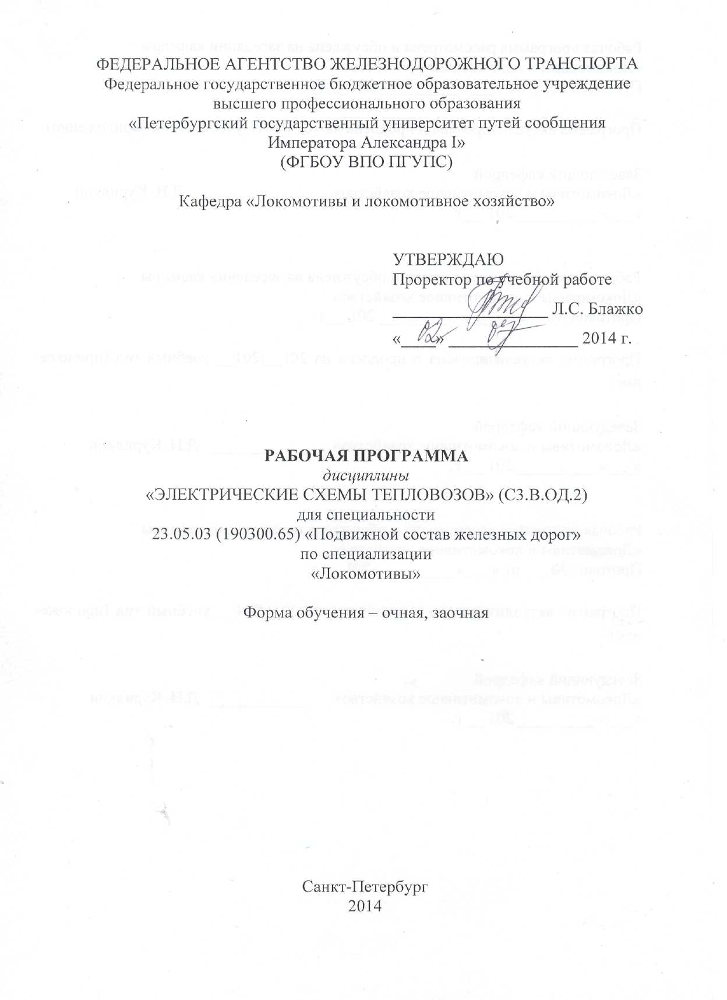 ФЕДЕРАЛЬНОЕ АГЕНТСТВО ЖЕЛЕЗНОДОРОЖНОГО ТРАНСПОРТА
Федеральное государственное бюджетное образовательное учреждение
высшего профессионального образования
«Петербургский государственный университет путей сообщения
Императора Александра I»
(ФГБОУ ВПО ПГУПС)
Кафедра «Локомотивы и локомотивное хозяйство»
УТВЕРЖДАЮ
Проректор по учебной работе
Л.С. Блажко
«02» 07 2014 г.
РАБОЧАЯ ПРОГРАММА
дисциплины
«ЭЛЕКТРИЧЕСКИЕ СХЕМЫ ТЕПЛОВОЗОВ» (С3.В.ОД.2)
для специальности
23.05.03 (190300.65) «Подвижной состав железных дорог»
по специализации
«Локомотивы»
Форма обучения – очная, заочная
Санкт-Петербург
2014